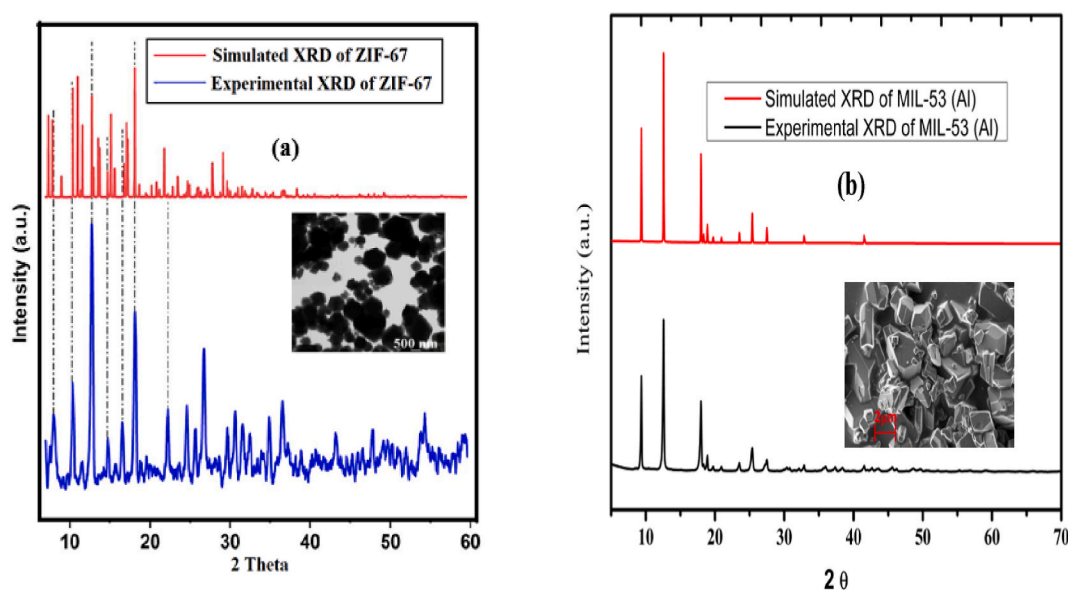 Simulated XRD of ZIF-67
Experimental XRD of ZIF-67
(a)
Intensity (a.u.)
500 nm
10 20 30 40 50 60
2 Theta
Simulated XRD of MIL-53 (Al)
Experimental XRD of MIL-53 (Al)
(b)
Intensity (a.u.)
2μm
10 20 30 40 50 60 70
2 θ